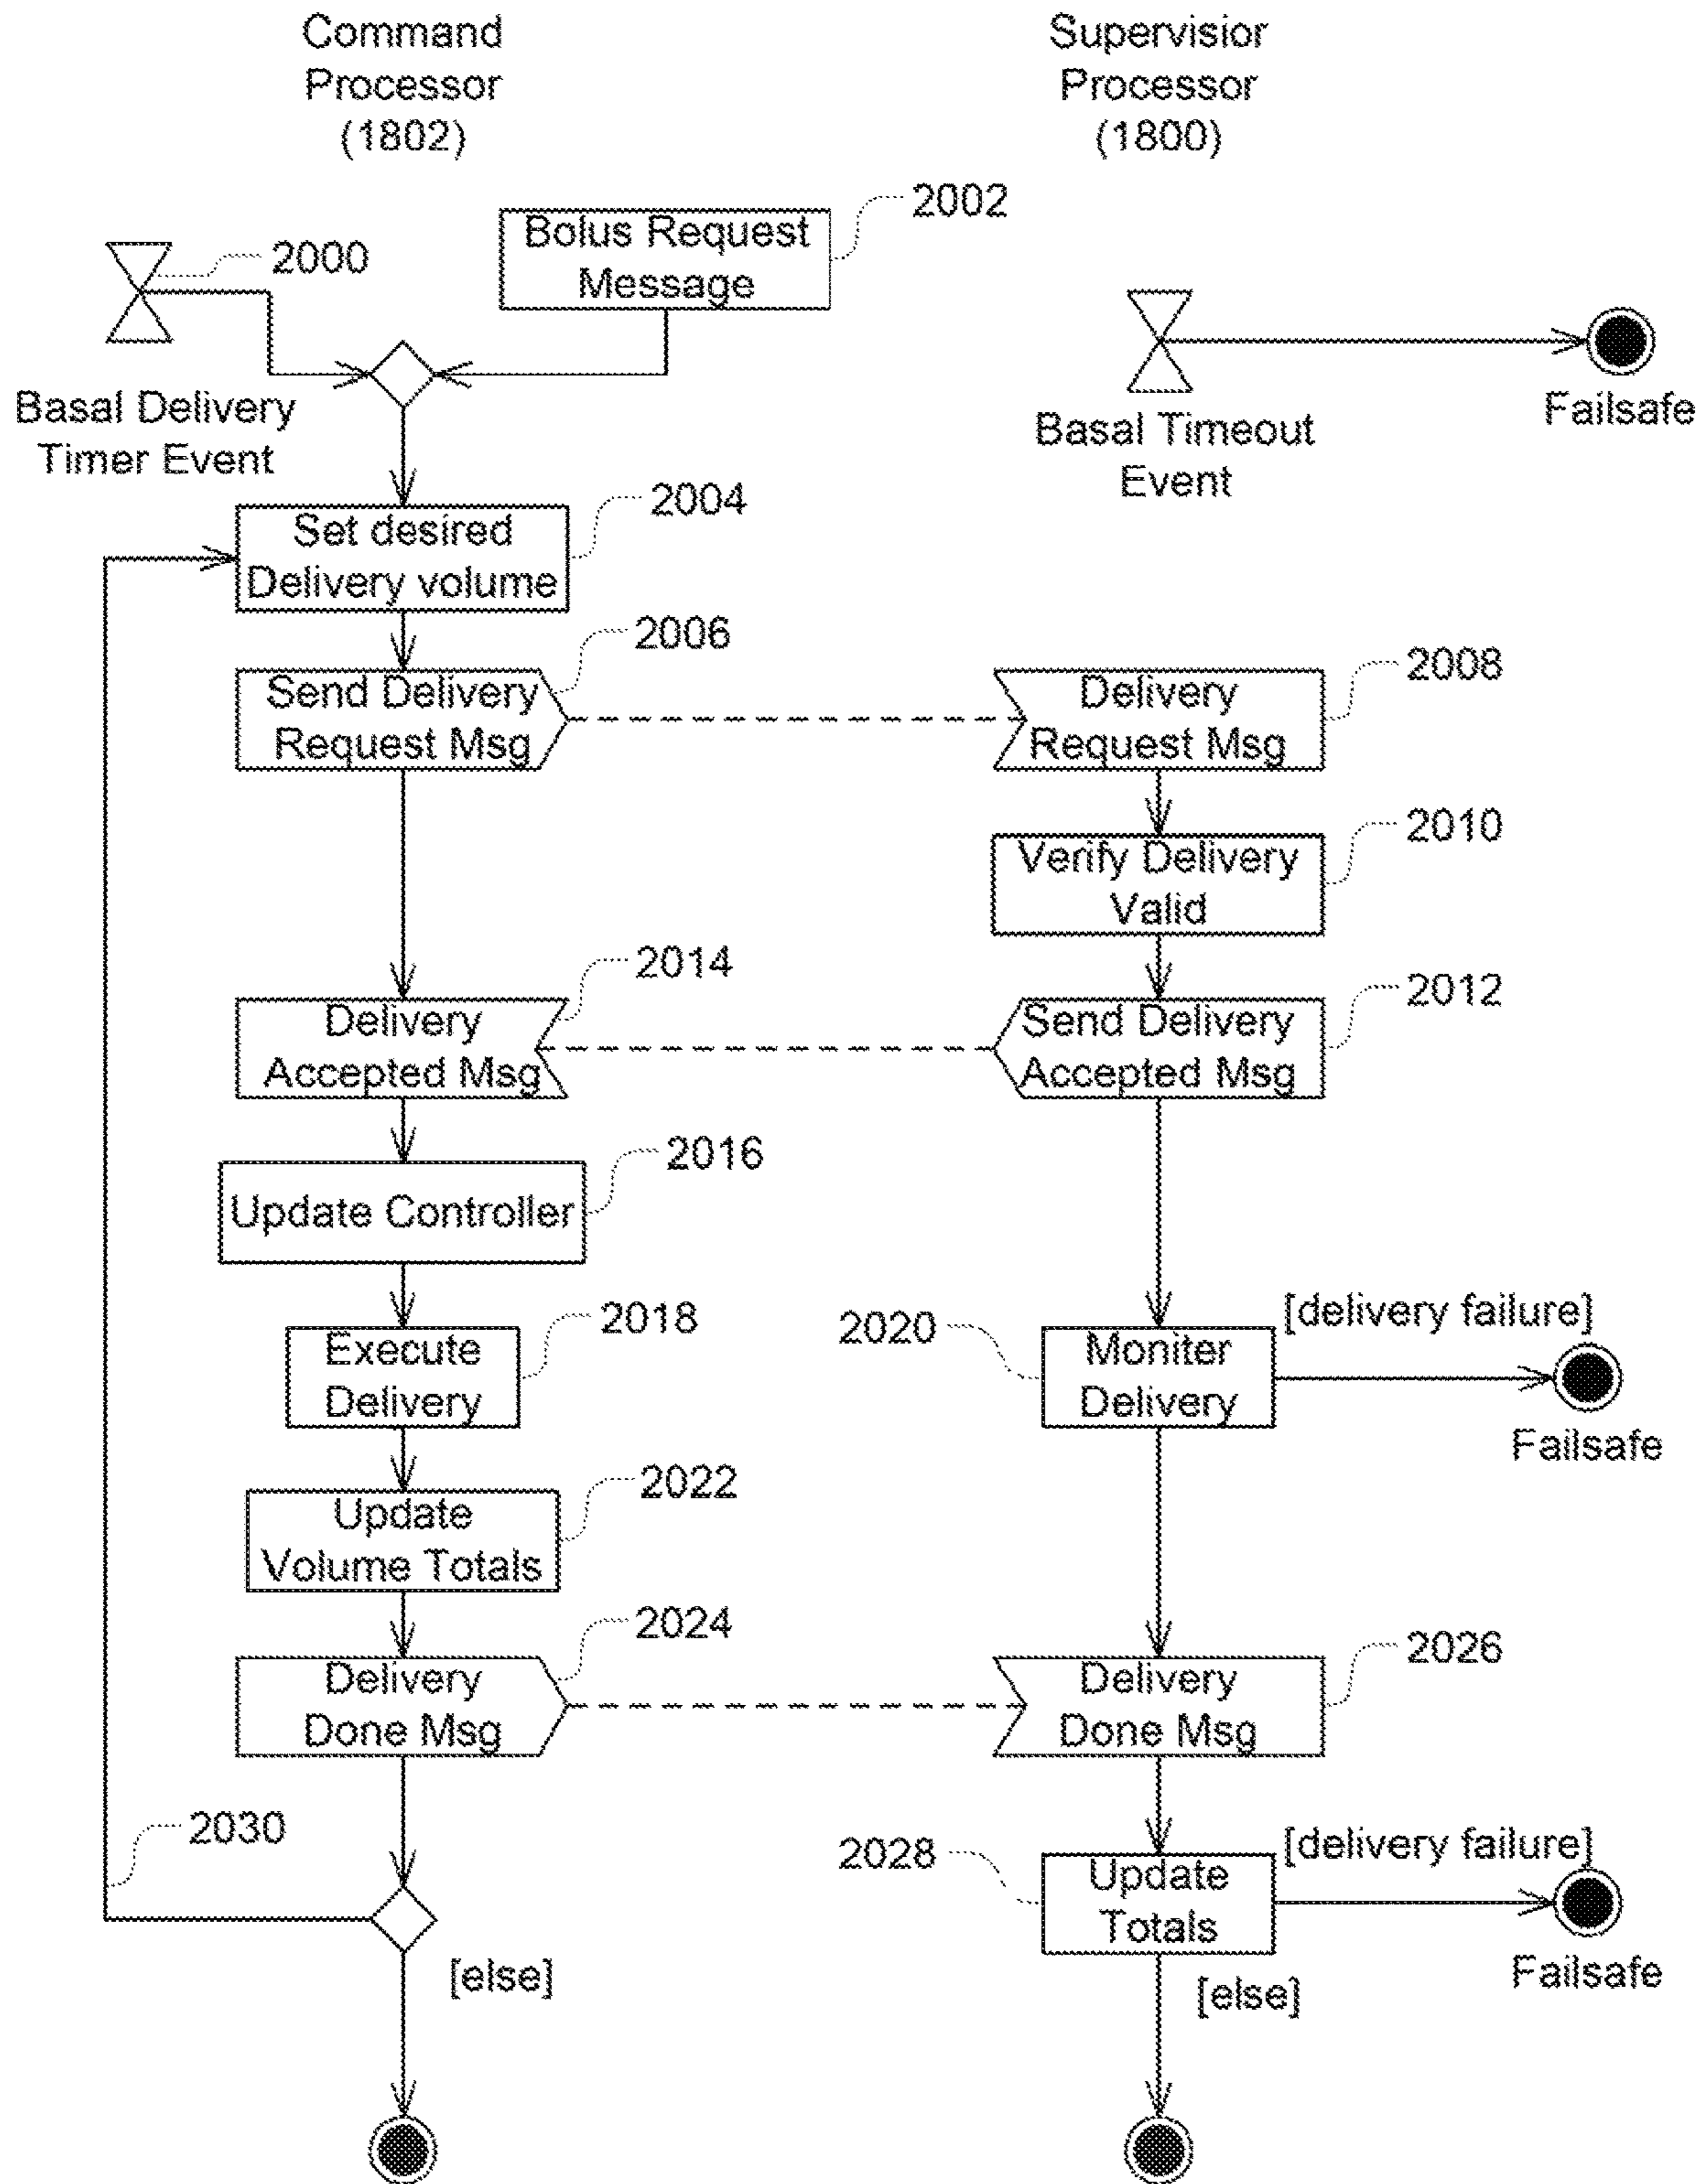 Command
Processor
(1802)
Supervisior
Processor
(1800)
2002
Bolus Request
Message
2000
Basal Delivery
Timer Event
Failsafe
Basal Timeout
Event
2004
Set desired
Delivery volume
2006
Send Delivery
Request Msg
2008
Delivery
Request Msg
2010
Verify Delivery
Valid
2014
Delivery
Accepted Msg
2012
Send Delivery
Accepted Msg
2016
Update Controller
2018
Execute
Delivery
2020
Moniter
Delivery
[delivery failure]
Failsafe
2022
Update
Volume Totals
2024
Delivery
Done Msg
2026
Delivery
Done Msg
2030
2028
Update
Totals
[delivery failure]
Failsafe
[else]
[else]